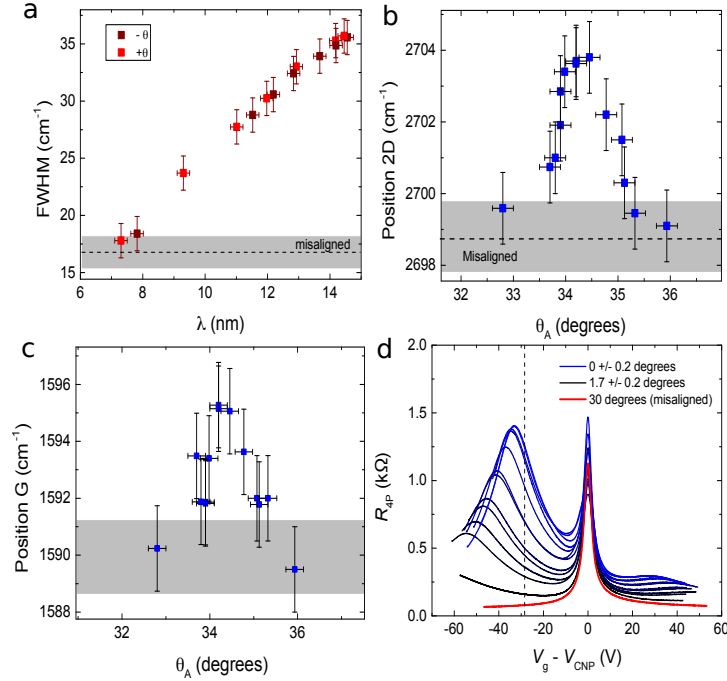 a
35
30
25
20
15
FWHM (cm⁻¹)
- θ
+θ
misaligned
6
8
10
12
14
λ (nm)
b
2704
2702
2700
2698
Position 2D (cm⁻¹)
Misaligned
32
33
34
35
36
θA (degrees)
c
1596
1594
1592
1590
1588
Position G (cm⁻¹)
32
34
36
θA (degrees)
d
2.0
1.5
1.0
0.5
0.0
R4P (kΩ)
0 +/- 0.2 degrees
1.7 +/- 0.2 degrees
30 degrees (misaligned)
-60
-40
-20
0
20
40
60
Vg - VCNP (V)